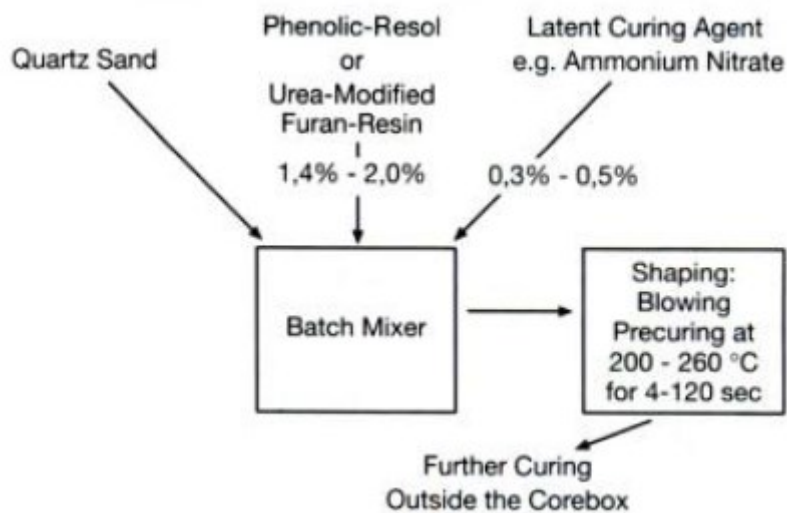 Quartz Sand
Phenolic-Resol
or
Urea-Modified
Furan-Resin
1,4% - 2,0%
Latent Curing Agent
e.g. Ammonium Nitrate
0,3% - 0,5%
Batch Mixer
Shaping:
Blowing
Precuring at
200 - 260 °C
for 4-120 sec
Further Curing
Outside the Corebox